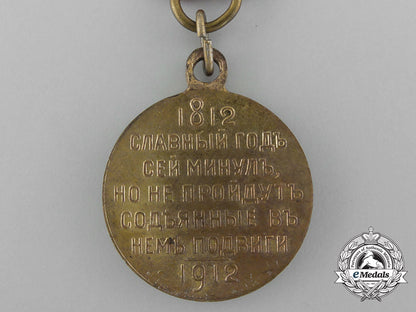 1812
СЛАВНЫЙ ГОДЪ
СЕЙ МИНУЛЪ,
НО НЕ ПРОЙДУТЪ
СОДѢЯННЫЕ ВЪ
НЕМЪ ПОДВИГИ
1912
eMedals